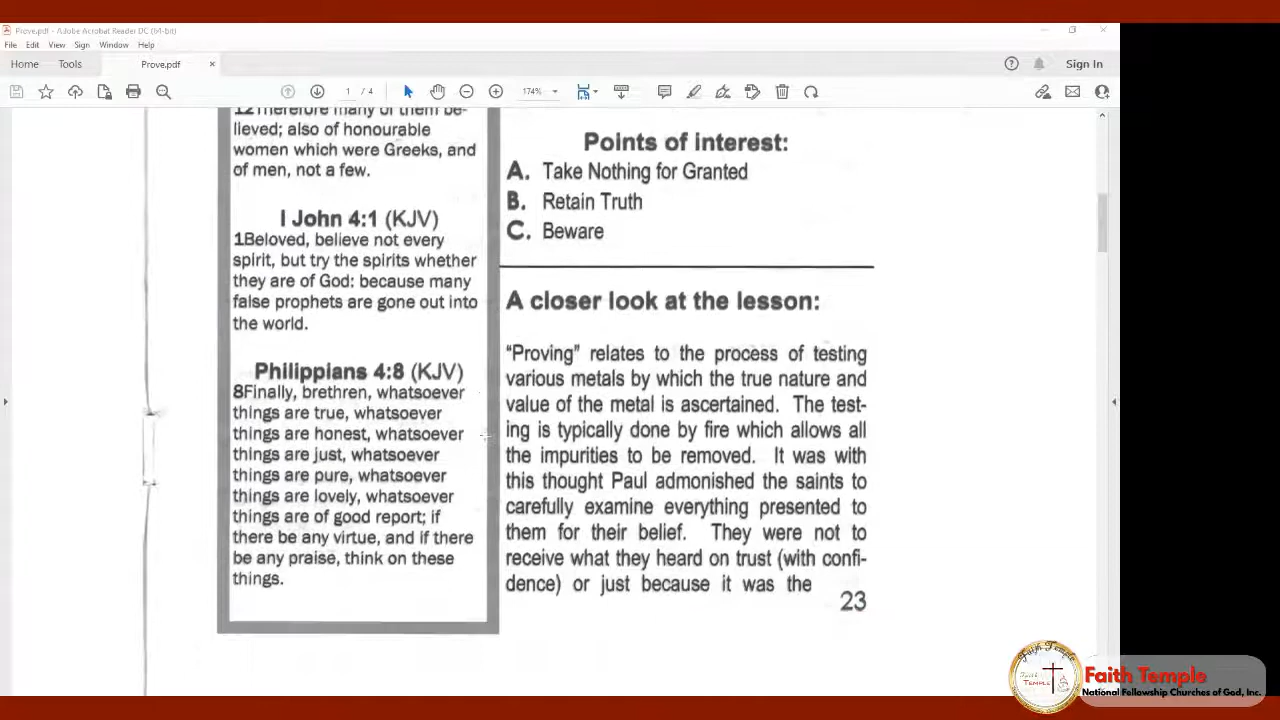 Prove.pdf - Adobe Acrobat Reader DC (64-bit)
File Edit View Sign Window Help
Home Tools Prove.pdf × Sign In
1 / 4 174%
12Therefore many of them be-
lieved; also of honourable
women which were Greeks, and
of men, not a few.
I John 4:1 (KJV)
1Beloved, believe not every
spirit, but try the spirits whether
they are of God: because many
false prophets are gone out into
the world.
Philippians 4:8 (KJV)
8Finally, brethren, whatsoever
things are true, whatsoever
things are honest, whatsoever
things are just, whatsoever
things are pure, whatsoever
things are lovely, whatsoever
things are of good report; if
there be any virtue, and if there
be any praise, think on these
things.
Points of interest:
A. Take Nothing for Granted
B. Retain Truth
C. Beware
A closer look at the lesson:
“Proving” relates to the process of testing
various metals by which the true nature and
value of the metal is ascertained. The test-
ing is typically done by fire which allows all
the impurities to be removed. It was with
this thought Paul admonished the saints to
carefully examine everything presented to
them for their belief. They were not to
receive what they heard on trust (with confi-
dence) or just because it was the
23
Faith Temple
FAITH TEMPLE
Faith Temple
National Fellowship Churches of God, Inc.